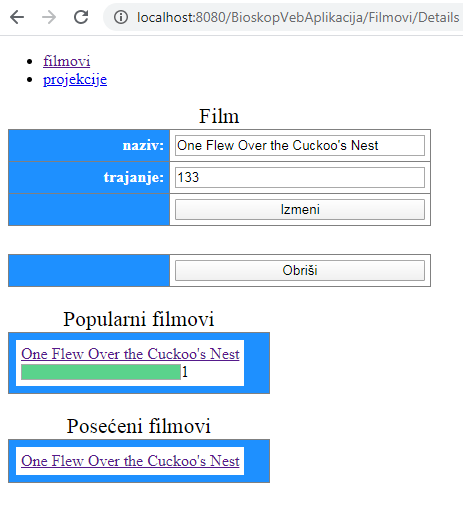 localhost:8080/BioskopVebAplikacija/Filmovi/Details
filmovi
projekcije
Film
naziv: One Flew Over the Cuckoo's Nest
trajanje: 133
Izmeni
Obriši
Popularni filmovi
One Flew Over the Cuckoo's Nest
1
Posećeni filmovi
One Flew Over the Cuckoo's Nest